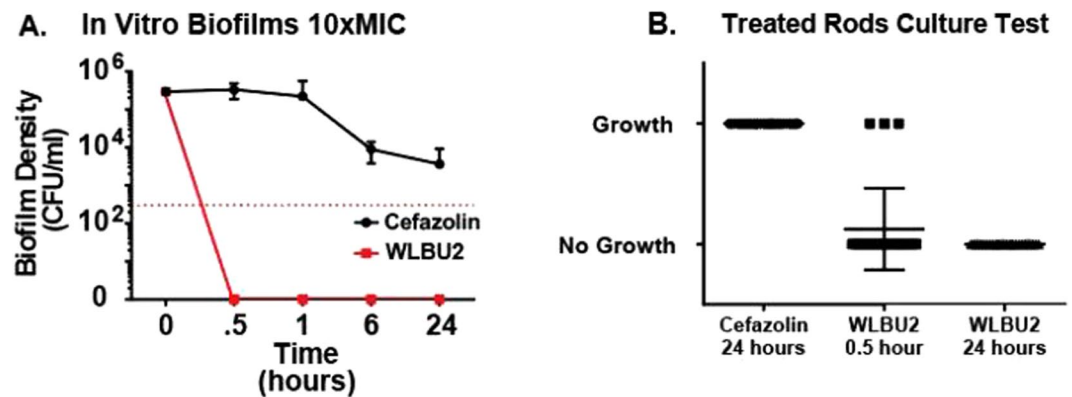 A. In Vitro Biofilms 10xMIC
Biofilm Density
(CFU/ml)
10^6
10^4
10^2
0
Cefazolin
WLBU2
0 .5 1 6 24
Time
(hours)
B. Treated Rods Culture Test
Growth
No Growth
Cefazolin
24 hours
WLBU2
0.5 hour
WLBU2
24 hours